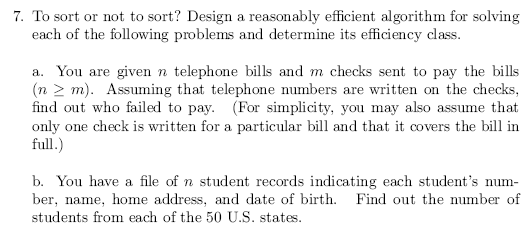 7. To sort or not to sort? Design a reasonably efficient algorithm for solving
each of the following problems and determine its efficiency class.
a. You are given n telephone bills and m checks sent to pay the bills
(n ≥ m). Assuming that telephone numbers are written on the checks,
find out who failed to pay. (For simplicity, you may also assume that
only one check is written for a particular bill and that it covers the bill in
full.)
b. You have a file of n student records indicating each student's num-
ber, name, home address, and date of birth. Find out the number of
students from each of the 50 U.S. states.